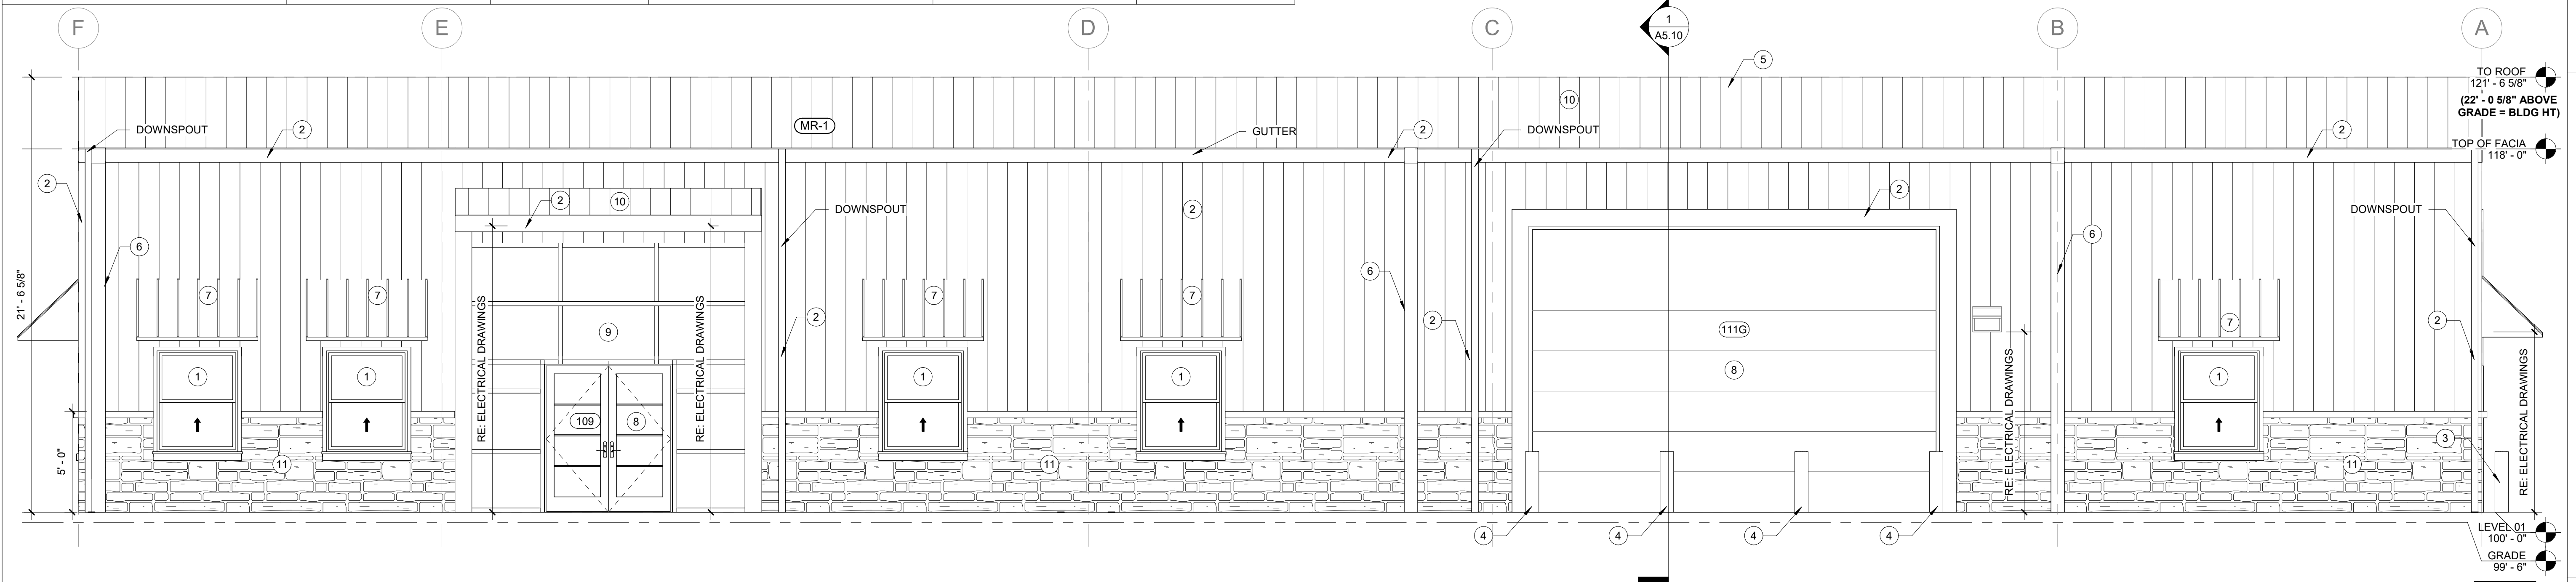 F
E
D
C
1
A5.10
B
A
5
TO ROOF
121' - 6 5/8"
(22' - 0 5/8" ABOVE
GRADE = BLDG HT)
10
DOWNSPOUT
2
MR-1
GUTTER
2
DOWNSPOUT
2
TOP OF FACIA
118' - 0"
2
2
10
DOWNSPOUT
2
2
DOWNSPOUT
6
6
6
21' - 6 5/8"
7
7
7
7
7
RE: ELECTRICAL DRAWINGS
RE: ELECTRICAL DRAWINGS
9
2
2
111G
2
8
1
1
1
1
1
RE: ELECTRICAL DRAWINGS
RE: ELECTRICAL DRAWINGS
109
8
5' - 0"
3
11
11
11
4
4
4
4
LEVEL 01
100' - 0"
GRADE
99' - 6"